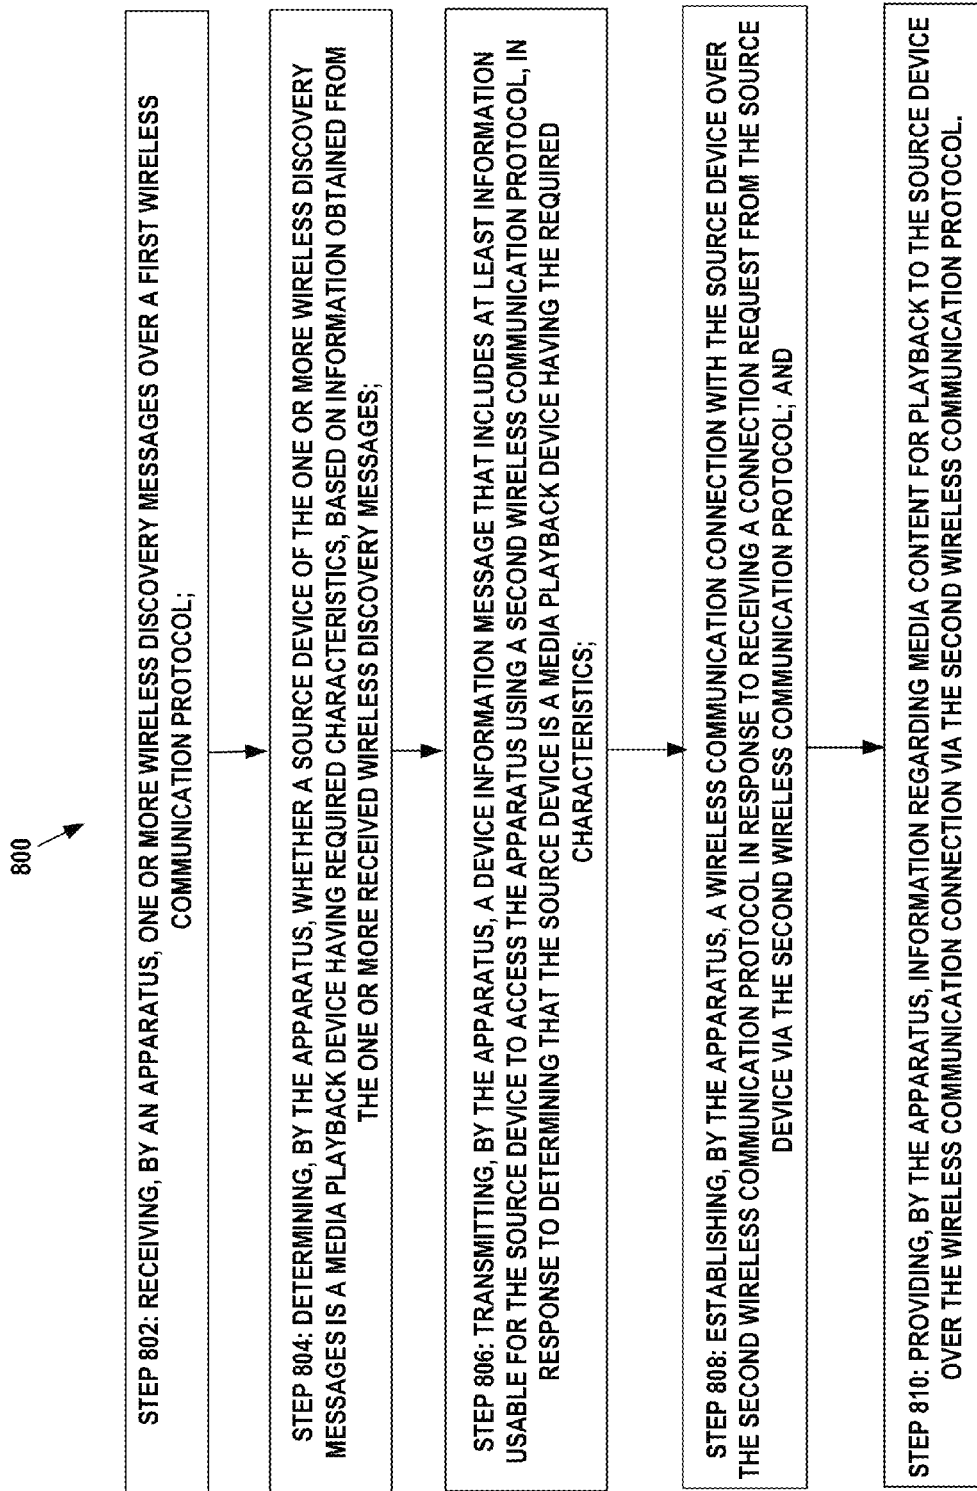 800
STEP 802: RECEIVING, BY AN APPARATUS, ONE OR MORE WIRELESS DISCOVERY MESSAGES OVER A FIRST WIRELESS
COMMUNICATION PROTOCOL;
STEP 804: DETERMINING, BY THE APPARATUS, WHETHER A SOURCE DEVICE OF THE ONE OR MORE WIRELESS DISCOVERY
MESSAGES IS A MEDIA PLAYBACK DEVICE HAVING REQUIRED CHARACTERISTICS, BASED ON INFORMATION OBTAINED FROM
THE ONE OR MORE RECEIVED WIRELESS DISCOVERY MESSAGES;
STEP 806: TRANSMITTING, BY THE APPARATUS, A DEVICE INFORMATION MESSAGE THAT INCLUDES AT LEAST INFORMATION
USABLE FOR THE SOURCE DEVICE TO ACCESS THE APPARATUS USING A SECOND WIRELESS COMMUNICATION PROTOCOL, IN
RESPONSE TO DETERMINING THAT THE SOURCE DEVICE IS A MEDIA PLAYBACK DEVICE HAVING THE REQUIRED
CHARACTERISTICS;
STEP 808: ESTABLISHING, BY THE APPARATUS, A WIRELESS COMMUNICATION CONNECTION WITH THE SOURCE DEVICE OVER
THE SECOND WIRELESS COMMUNICATION PROTOCOL IN RESPONSE TO RECEIVING A CONNECTION REQUEST FROM THE SOURCE
DEVICE VIA THE SECOND WIRELESS COMMUNICATION PROTOCOL; AND
STEP 810: PROVIDING, BY THE APPARATUS, INFORMATION REGARDING MEDIA CONTENT FOR PLAYBACK TO THE SOURCE DEVICE
OVER THE WIRELESS COMMUNICATION CONNECTION VIA THE SECOND WIRELESS COMMUNICATION PROTOCOL.